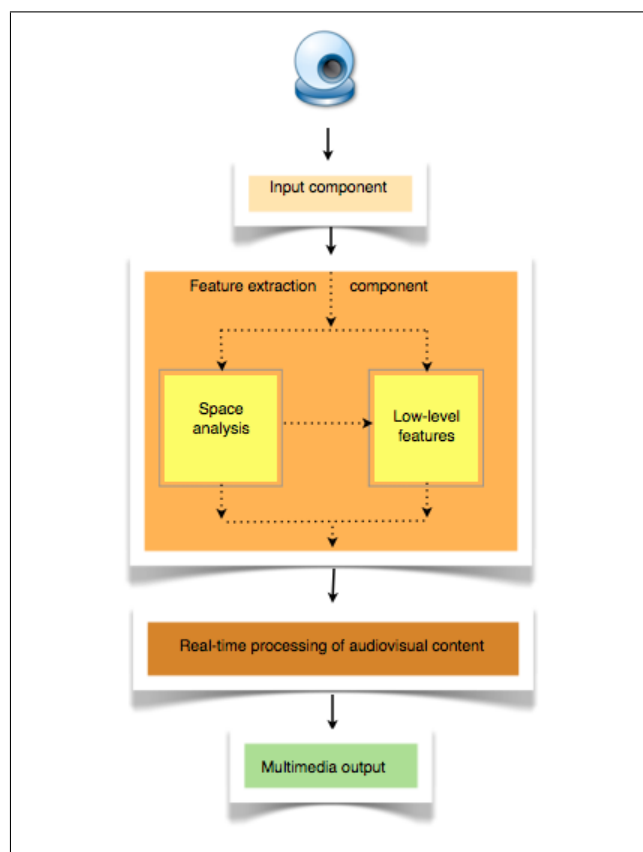 Input component
Feature extraction component
Space
analysis
Low-level
features
Real-time processing of audiovisual content
Multimedia output